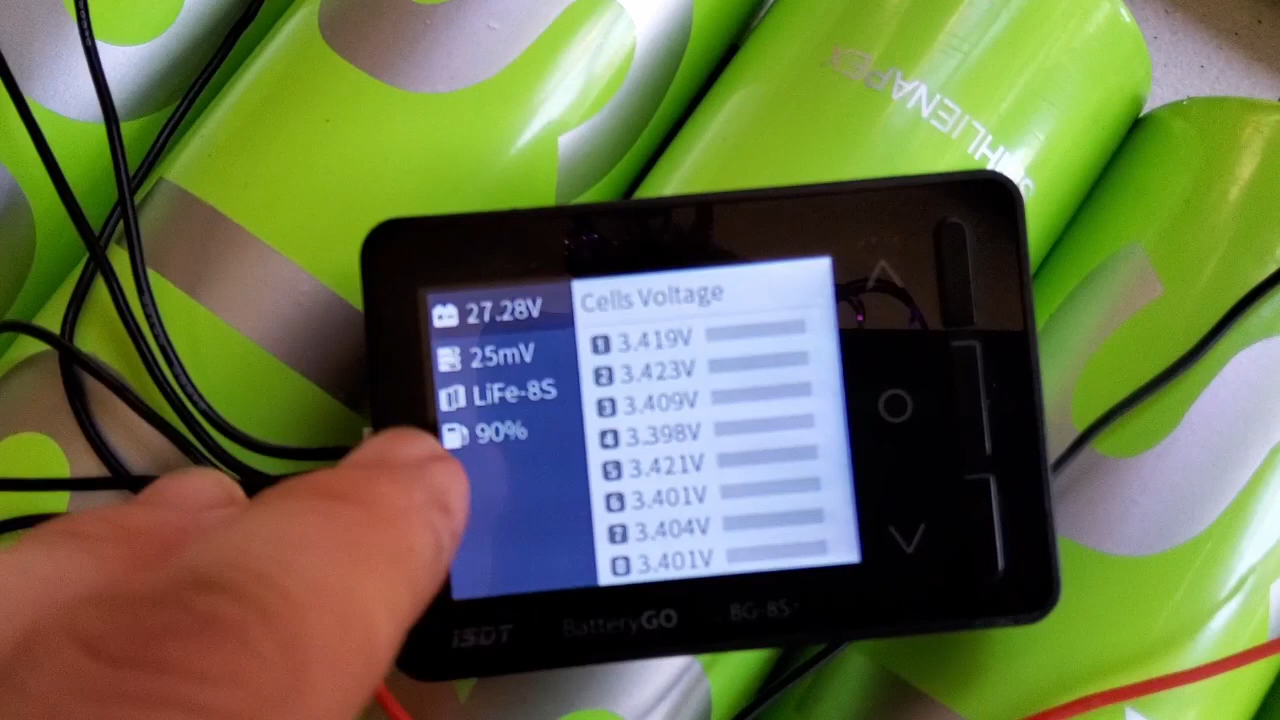 27.28V
25mV
LiFe-8S
90%
Cells Voltage
1 3.419V
2 3.423V
3 3.409V
4 3.398V
5 3.421V
6 3.401V
7 3.404V
8 3.401V
iSDT BatteryGO BG-8S